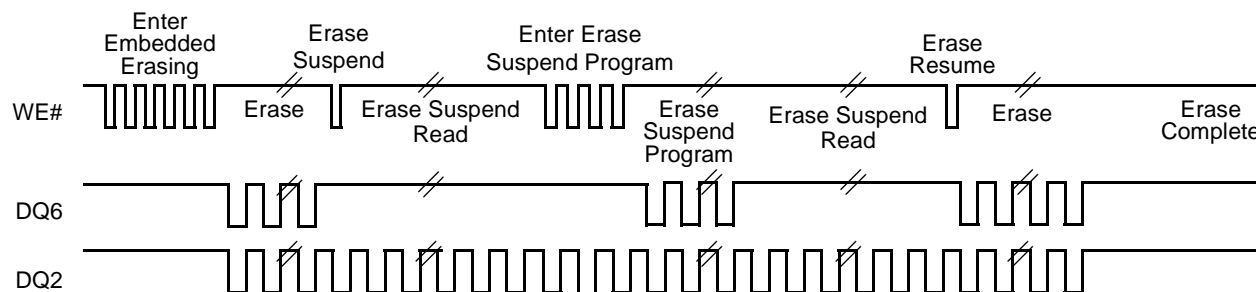 Enter
Embedded
Erasing
Erase
Suspend
Enter Erase
Suspend Program
Erase
Resume
WE#
Erase
Erase Suspend
Read
Erase
Suspend
Program
Erase Suspend
Read
Erase
Erase
Complete
DQ6
DQ2